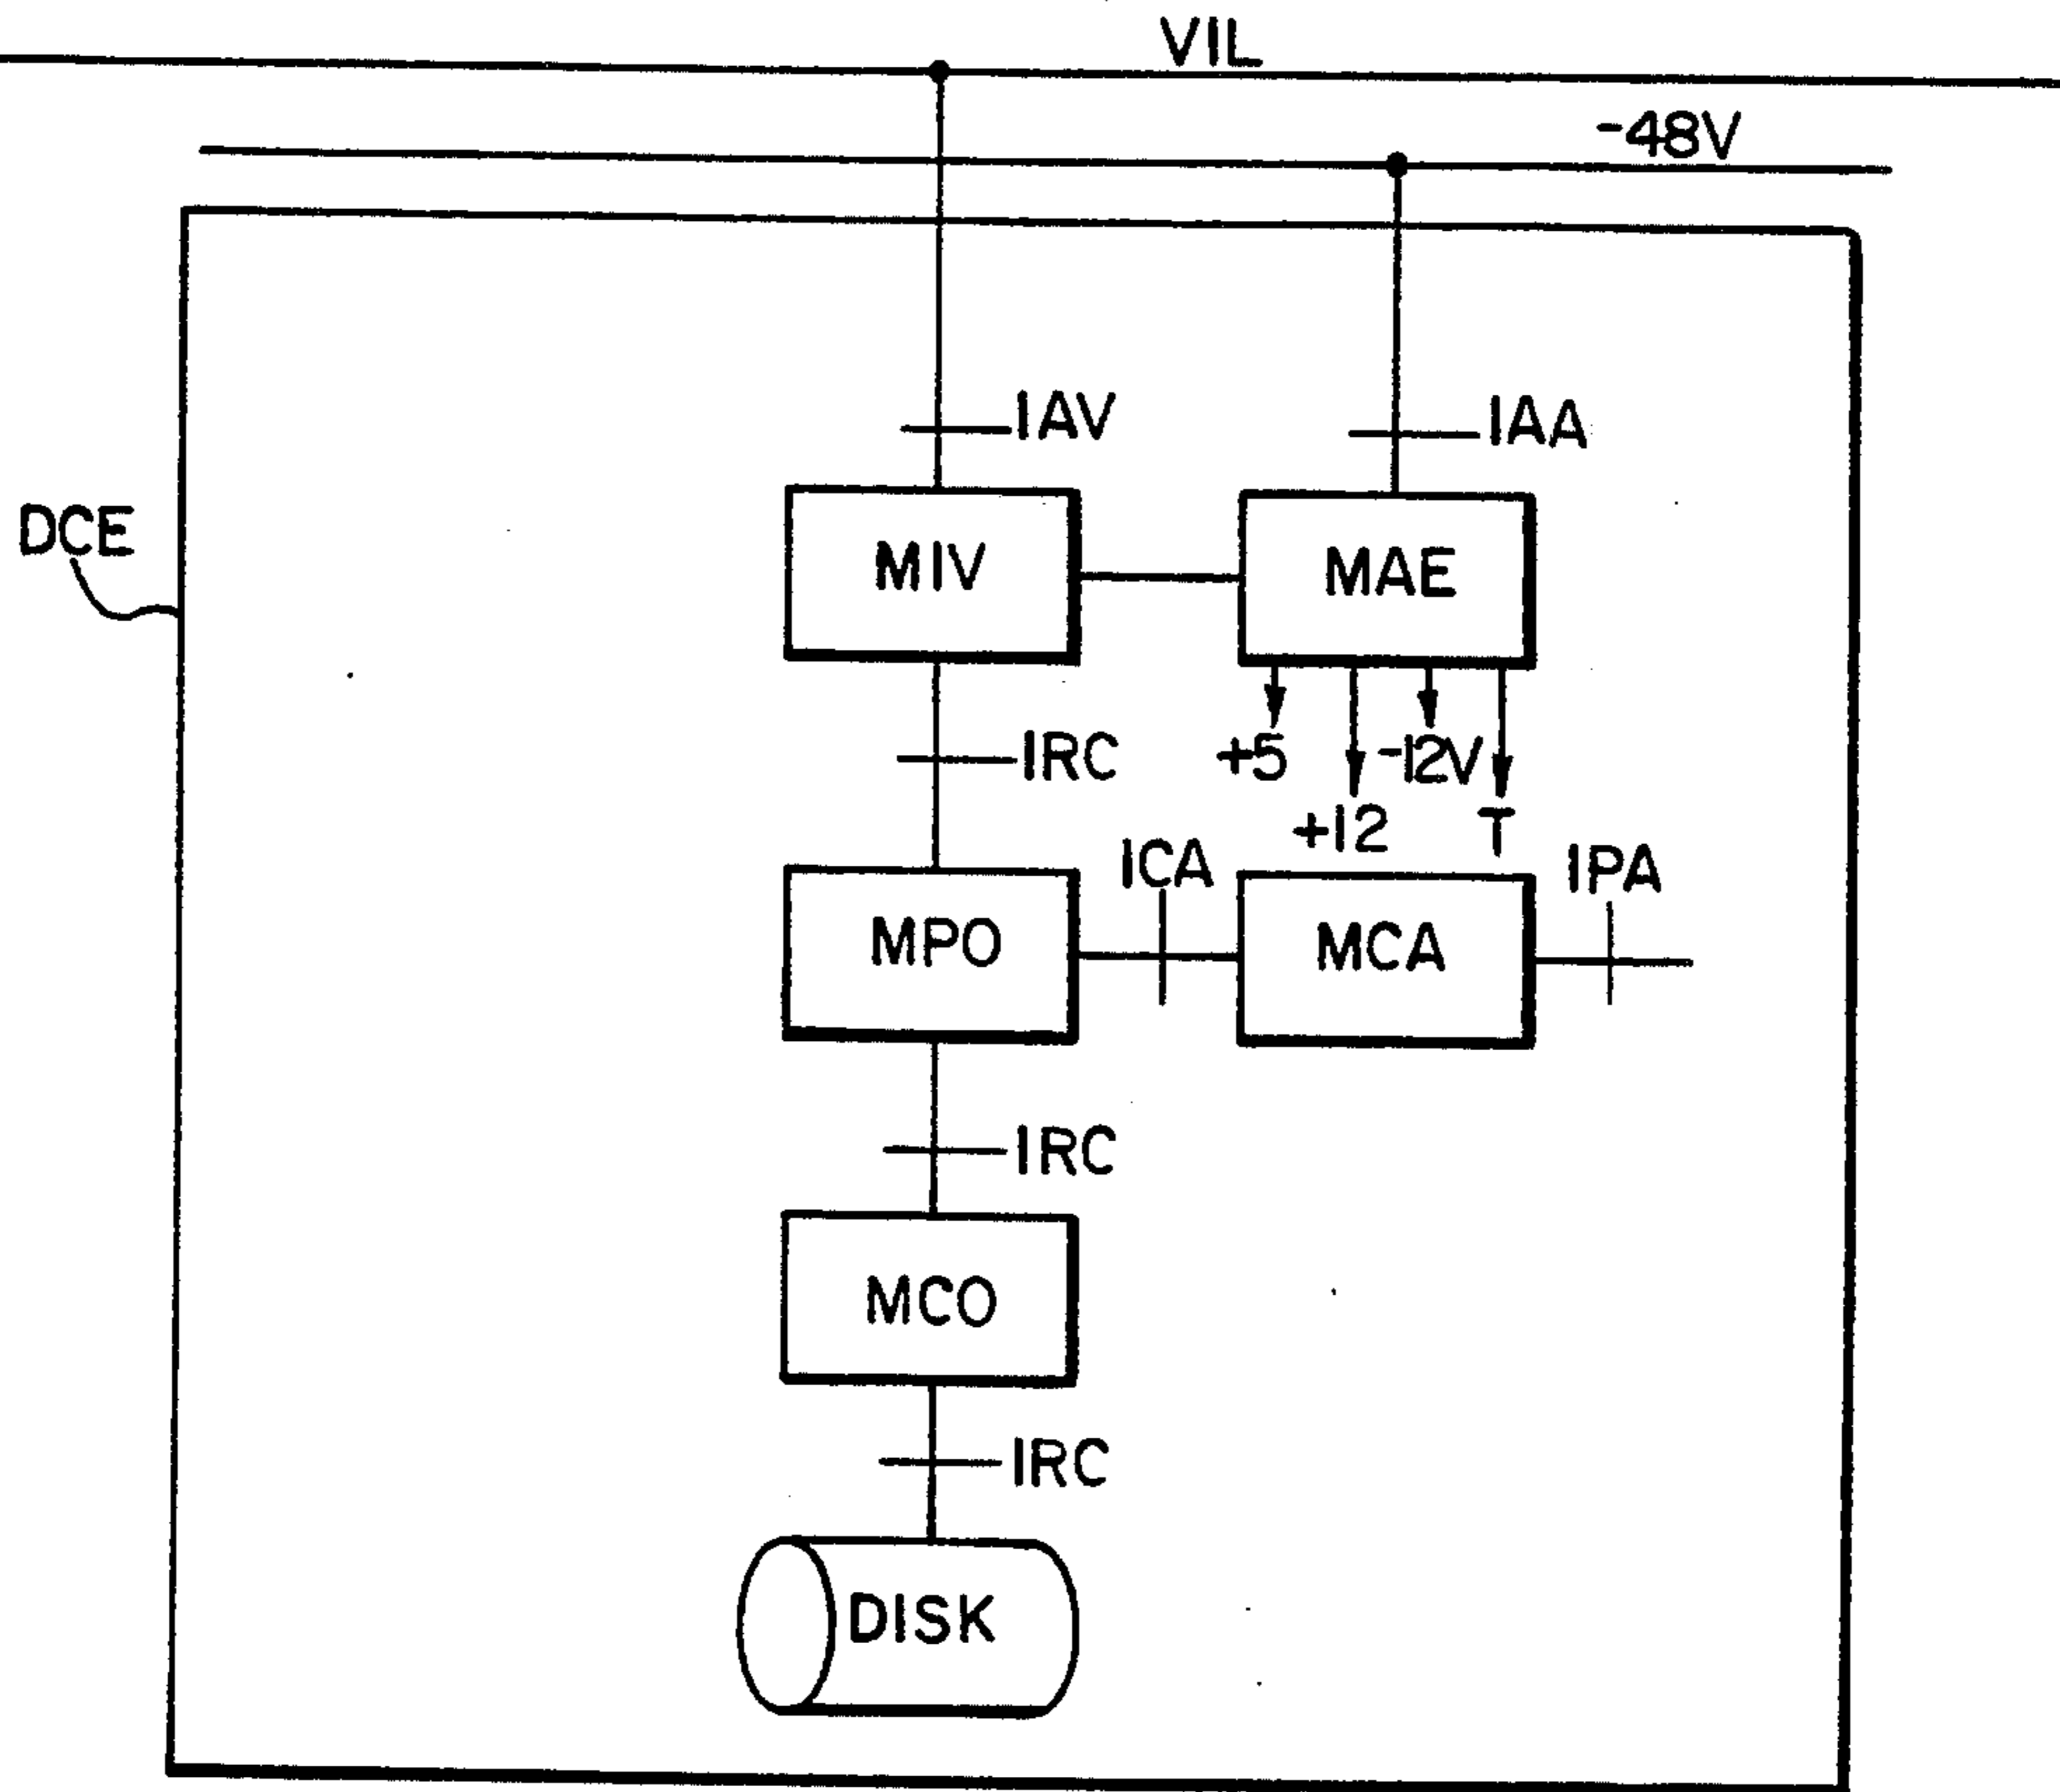 VIL
-48V
IAV
IAA
DCE
MIV
MAE
IRC
+5
-12V
+12
T
ICA
IPA
MPO
MCA
IRC
MCO
IRC
DISK